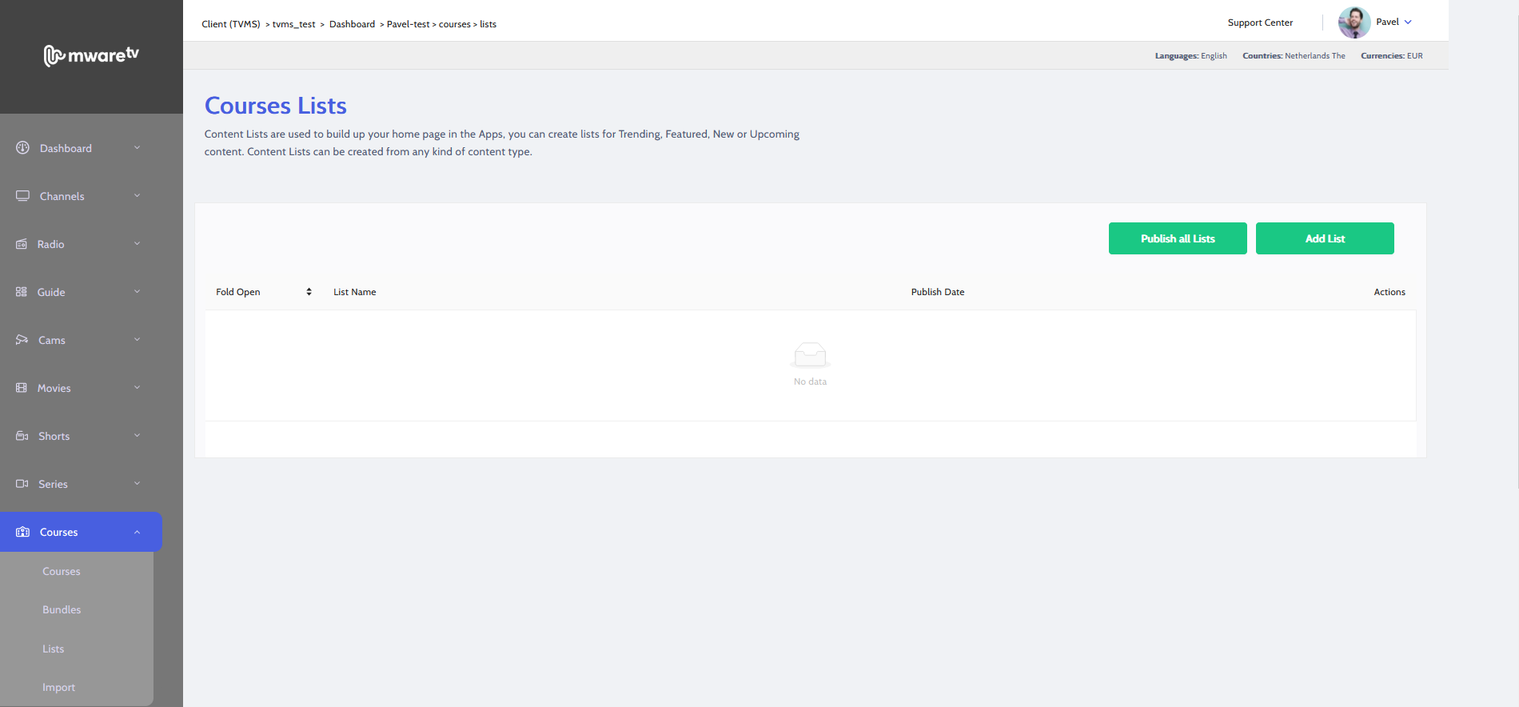 mware tv
Client (TVMS) > tvms_test > Dashboard > Pavel-test > courses > lists
Support Center
Pavel
Languages: English Countries: Netherlands The Currencies: EUR
Dashboard
Channels
Radio
Guide
Cams
Movies
Shorts
Series
Courses
Courses
Bundles
Lists
Import
Courses Lists
Content Lists are used to build up your home page in the Apps, you can create lists for Trending, Featured, New or Upcoming
content. Content Lists can be created from any kind of content type.
Publish all Lists Add List
Fold Open List Name Publish Date Actions
No data